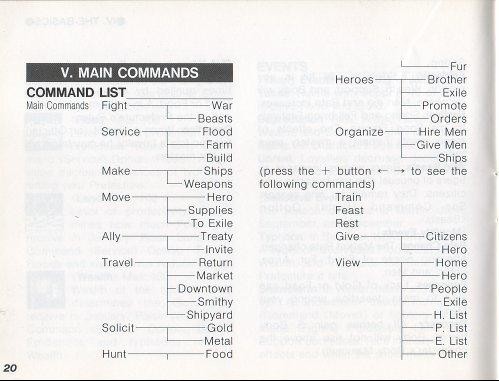 V. MAIN COMMANDS
COMMAND LIST
Main Commands Fight War
Beasts
Service Flood
Farm
Build
Make Ships
Weapons
Move Hero
Supplies
To Exile
Ally Treaty
Invite
Travel Return
Market
Downtown
Smithy
Shipyard
Solicit Gold
Metal
Hunt Food
20
Fur
Heroes Brother
Exile
Promote
Orders
Organize Hire Men
Give Men
Ships
(press the + button ← → to see the
following commands)
Train
Feast
Rest
Give Citizens
Hero
View Home
Hero
People
Exile
H. List
P. List
E. List
Other